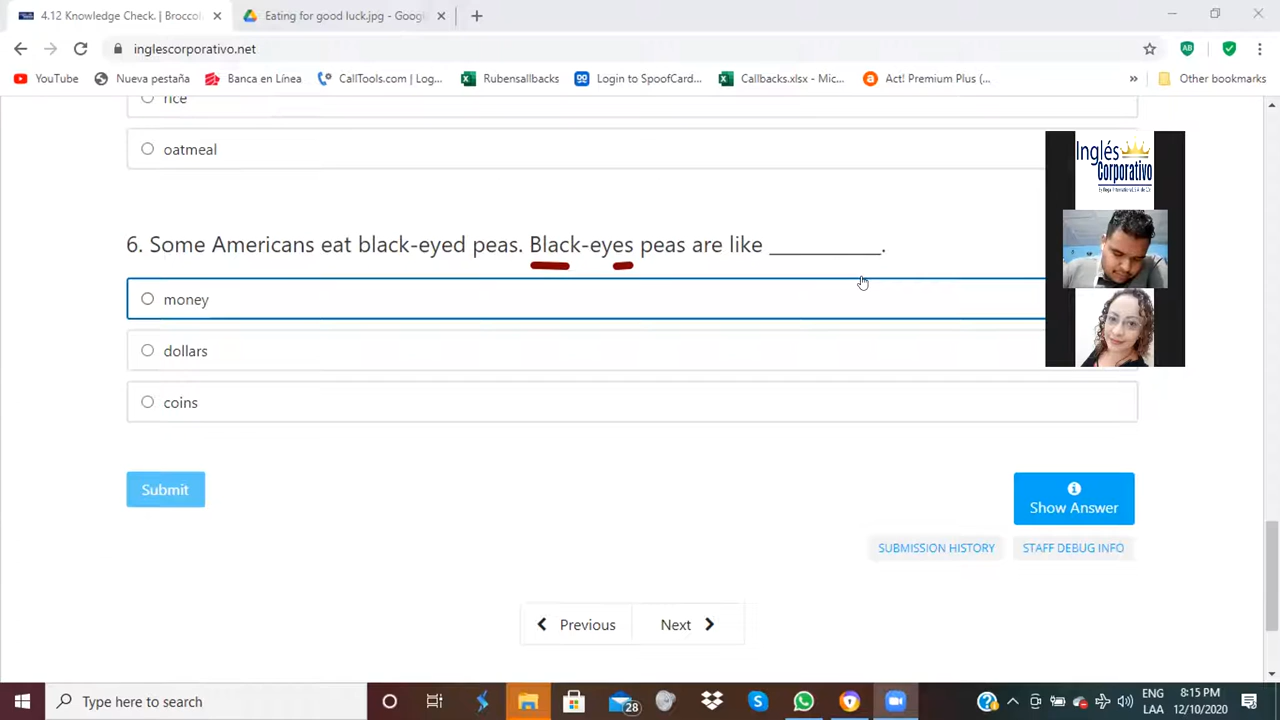 4.12 Knowledge Check. | Broccol
Eating for good luck.jpg - Googl
inglescorporativo.net
YouTube
Nueva pestaña
Banca en Línea
CallTools.com | Log...
Rubensallbacks
Login to SpoofCard...
Callbacks.xlsx - Mic...
Act! Premium Plus (...
»
Other bookmarks
rice
oatmeal
Inglés
Corporativo
6. Some Americans eat black-eyed peas. Black-eyes peas are like ___________.
money
dollars
coins
Submit
Show Answer
SUBMISSION HISTORY
STAFF DEBUG INFO
Previous
Next
Type here to search
28
ENG
LAA
8:15 PM
12/10/2020